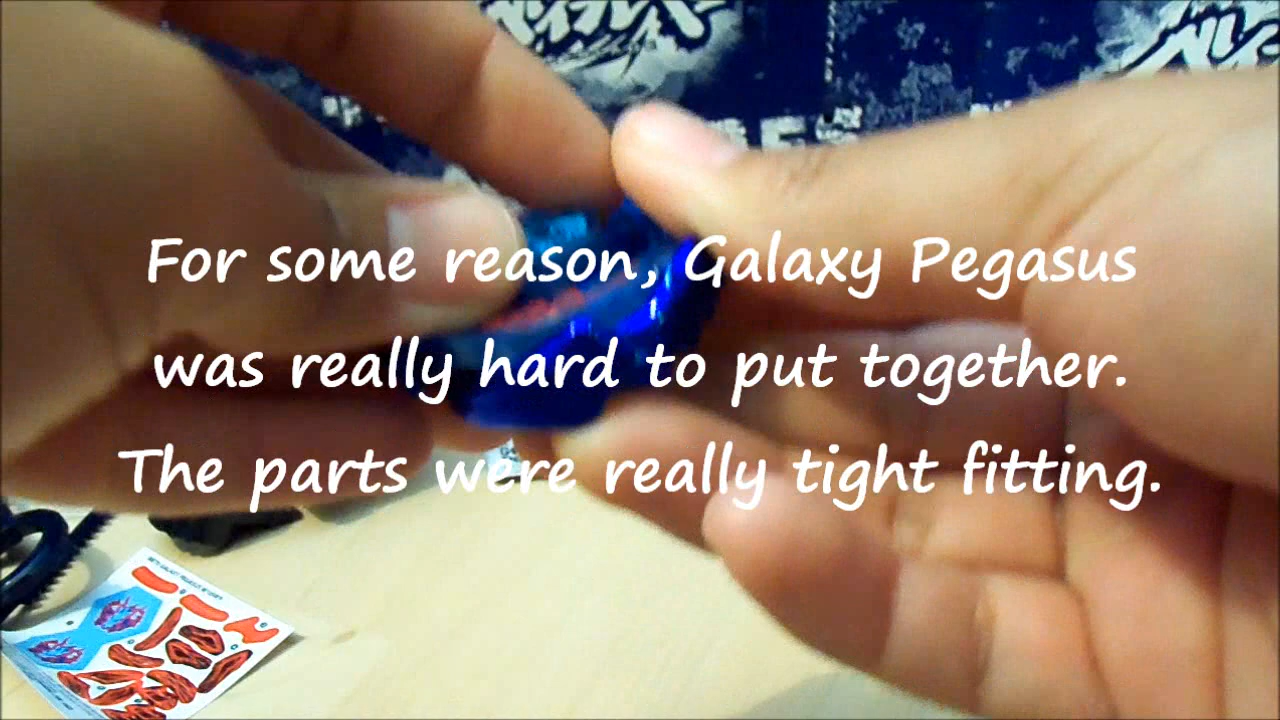 For some reason, Galaxy Pegasus
was really hard to put together.
The parts were really tight fitting.